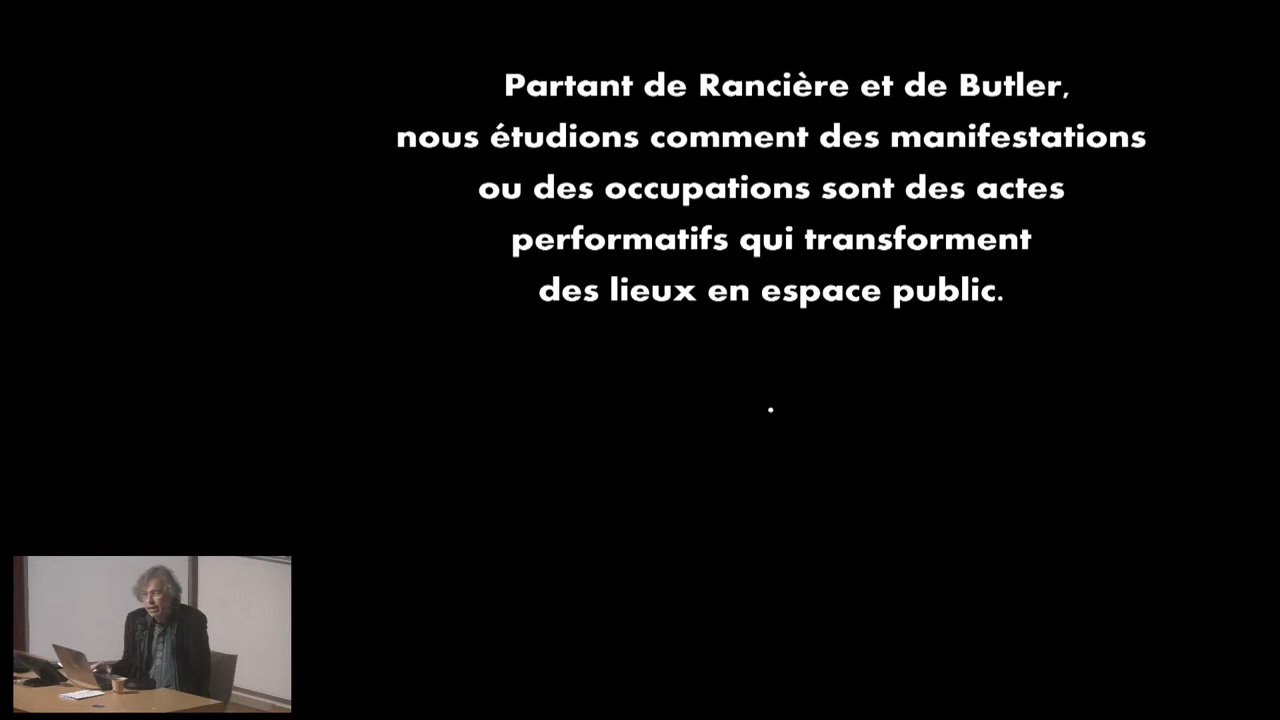 Partant de Rancière et de Butler,
nous étudions comment des manifestations
ou des occupations sont des actes
performatifs qui transforment
des lieux en espace public.
.